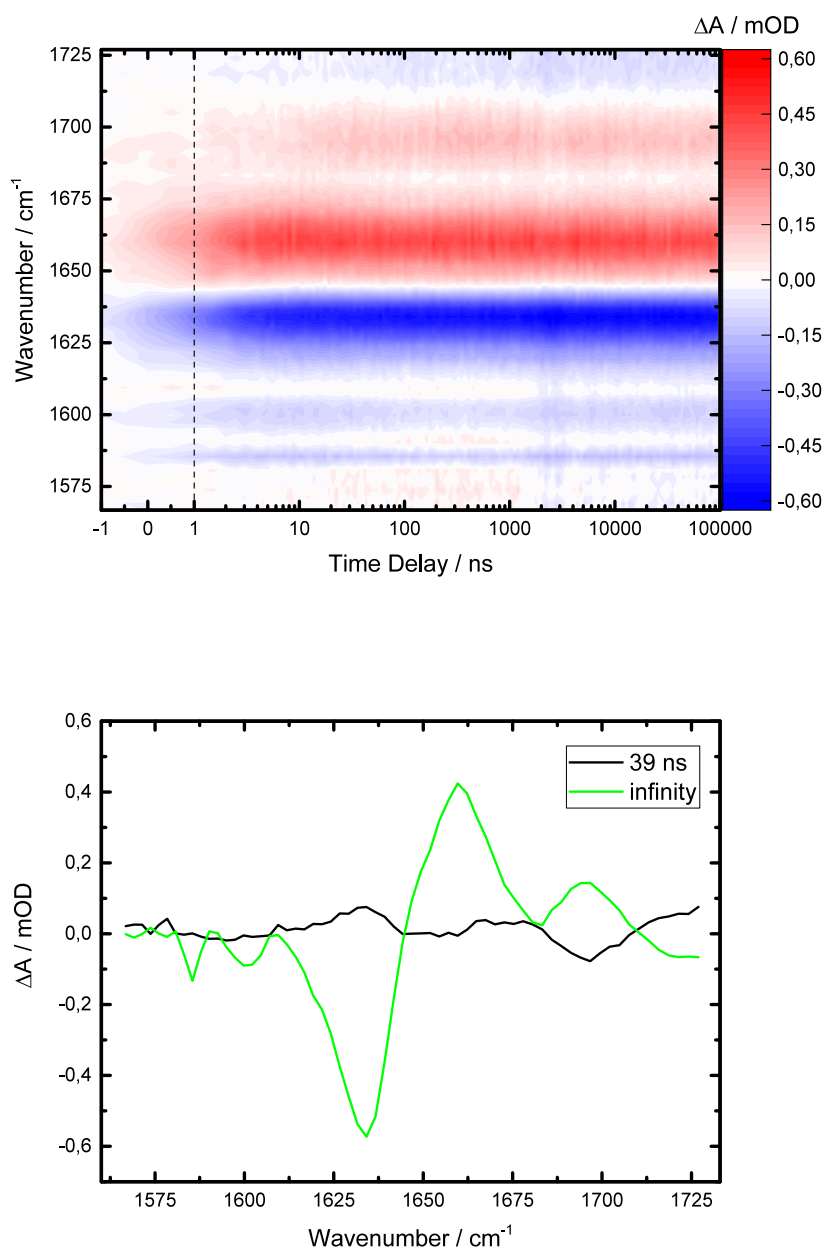 ΔA / mOD
1725
1700
1675
1650
1625
1600
1575
Wavenumber / cm⁻¹
0.60
0.45
0.30
0.15
0.00
-0.15
-0.30
-0.45
-0.60
-1 0 1 10 100 1000 10000 100000
Time Delay / ns
0,6
0,4
0,2
0,0
-0,2
-0,4
-0,6
ΔA / mOD
39 ns
infinity
1575 1600 1625 1650 1675 1700 1725
Wavenumber / cm⁻¹